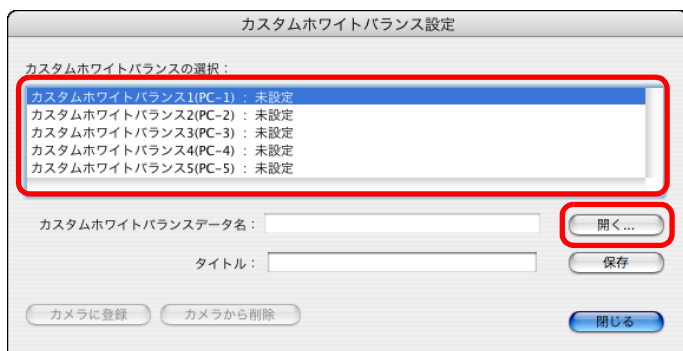 カスタムホワイトバランス設定
カスタムホワイトバランスの選択：
カスタムホワイトバランス1(PC-1) : 未設定
カスタムホワイトバランス2(PC-2) : 未設定
カスタムホワイトバランス3(PC-3) : 未設定
カスタムホワイトバランス4(PC-4) : 未設定
カスタムホワイトバランス5(PC-5) : 未設定
カスタムホワイトバランスデータ名： 開く...
タイトル： 保存
カメラに登録 カメラから削除 閉じる